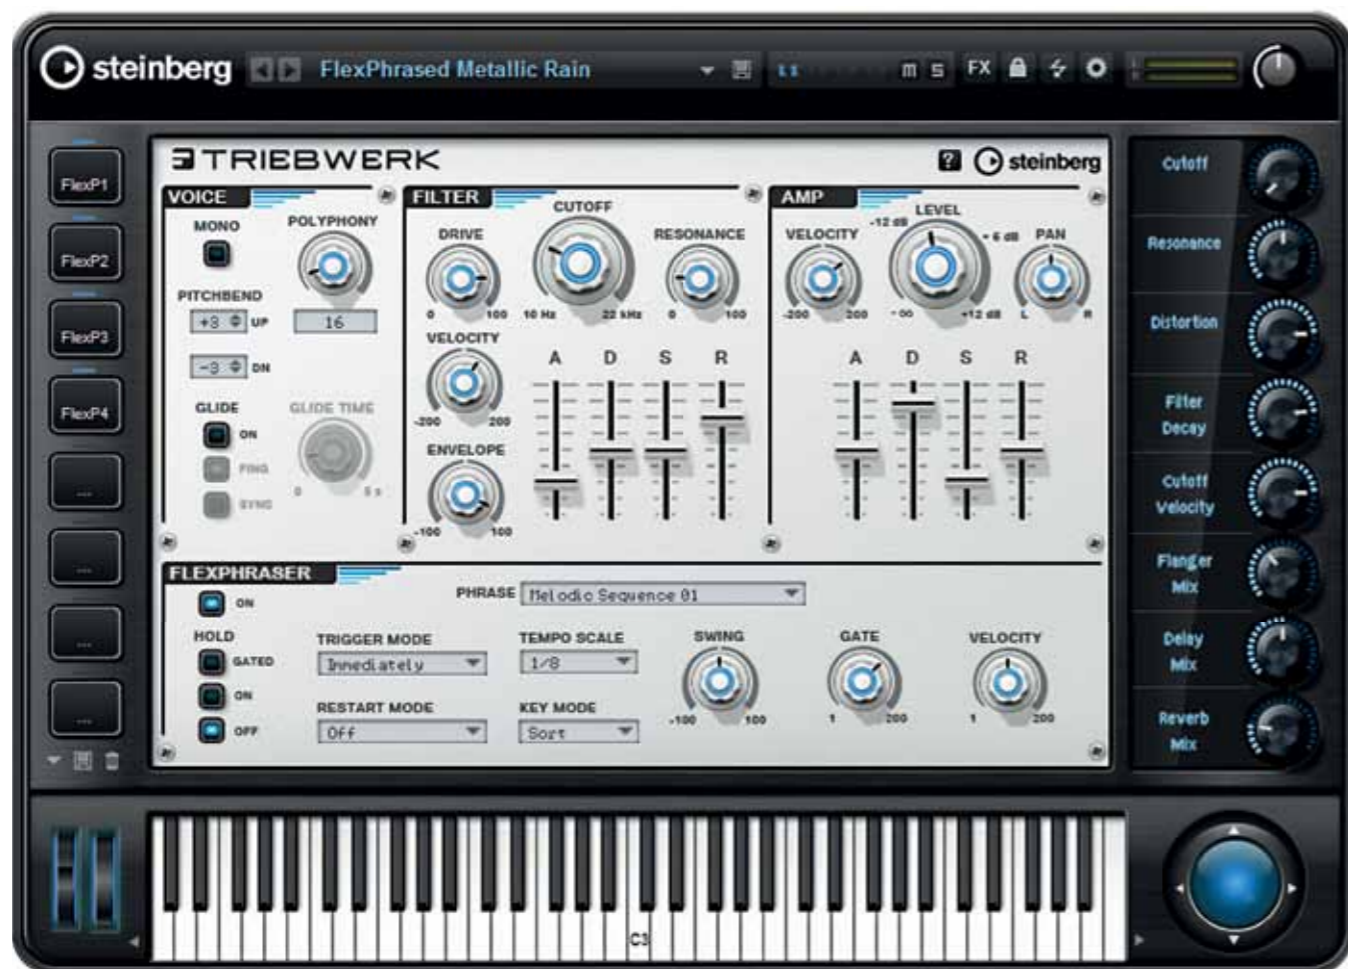 steinberg FlexPhrased Metallic Rain m s FX
FlexP1
FlexP2
FlexP3
FlexP4
...
...
...
...
TRIEBWERK ? steinberg
VOICE
MONO POLYPHONY
PITCHBEND
+3 UP 16
-3 DN
GLIDE GLIDE TIME
ON
FING
SYNC
0 5 s
FILTER
CUTOFF
DRIVE RESONANCE
0 100 10 Hz 22 kHz 0 100
VELOCITY
-200 200
ENVELOPE
-100 100
A D S R
AMP
LEVEL
VELOCITY -12 dB + 6 dB PAN
-200 200 -∞ +12 dB L R
A D S R
FLEXPHRASER
ON PHRASE Melodic Sequence 01
HOLD TRIGGER MODE TEMPO SCALE SWING GATE VELOCITY
GATED Immediately 1/8
ON
RESTART MODE KEY MODE
-100 100 1 200 1 200
OFF Off Sort
Cutoff
Resonance
Distortion
Filter
Decay
Cutoff
Velocity
Flanger
Mix
Delay
Mix
Reverb
Mix
C3